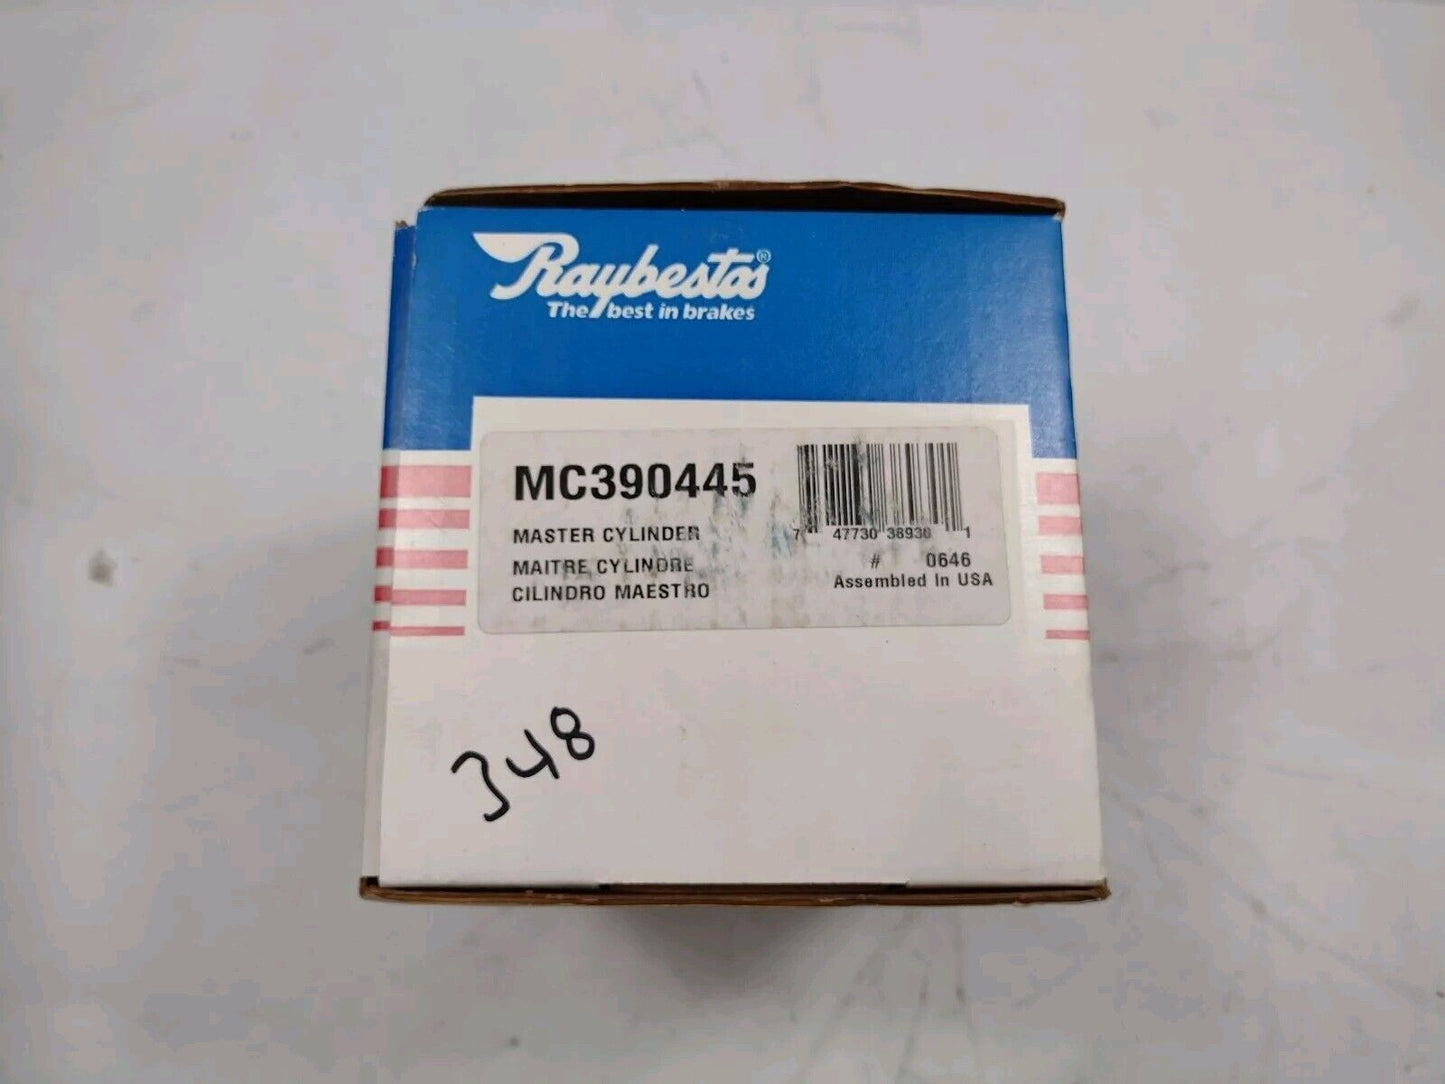 Raybestos®
The best in brakes
MC390445
MASTER CYLINDER
MAITRE CYLINDRE
CILINDRO MAESTRO
7 47730 38938 1
# 0646
Assembled In USA
348